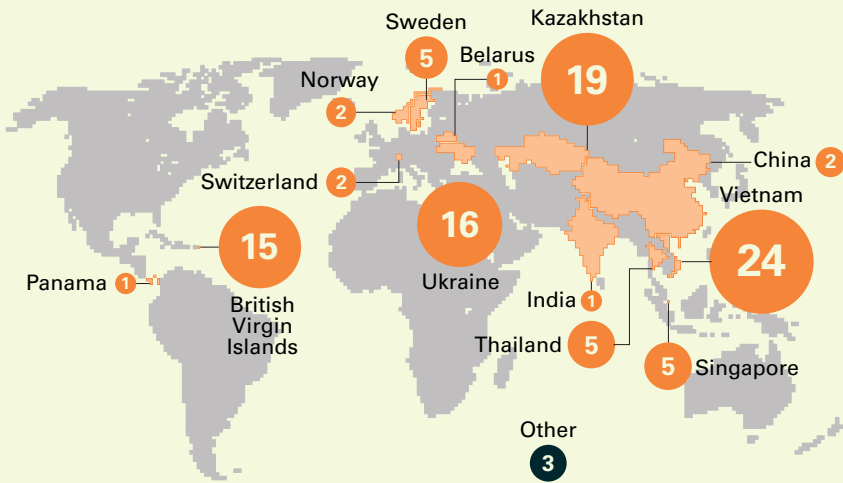 Sweden
5
Kazakhstan
19
Belarus
1
Norway
2
Switzerland
2
China 2
Vietnam
24
15
British
Virgin
Islands
16
Ukraine
Panama 1
India 1
Thailand 5
5 Singapore
Other
3